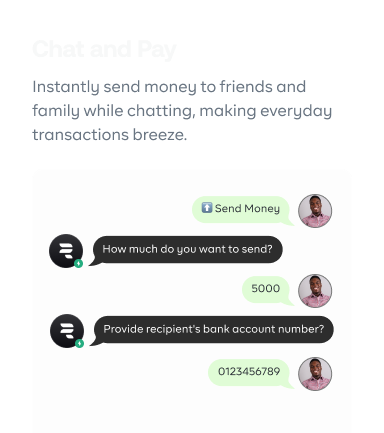 Chat and Pay
Instantly send money to friends and
family while chatting, making everyday
transactions breeze.
⬆️ Send Money
How much do you want to send?
5000
Provide recipient's bank account number?
0123456789